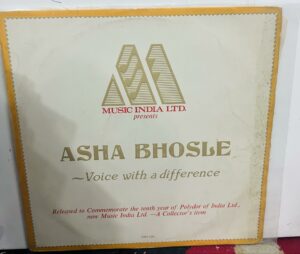 MUSIC INDIA LTD.
presents
ASHA BHOSLE
~Voice with a difference
Released to Commemorate the tenth year of Polydor of India Ltd.,
now Music India Ltd. —A Collector's item